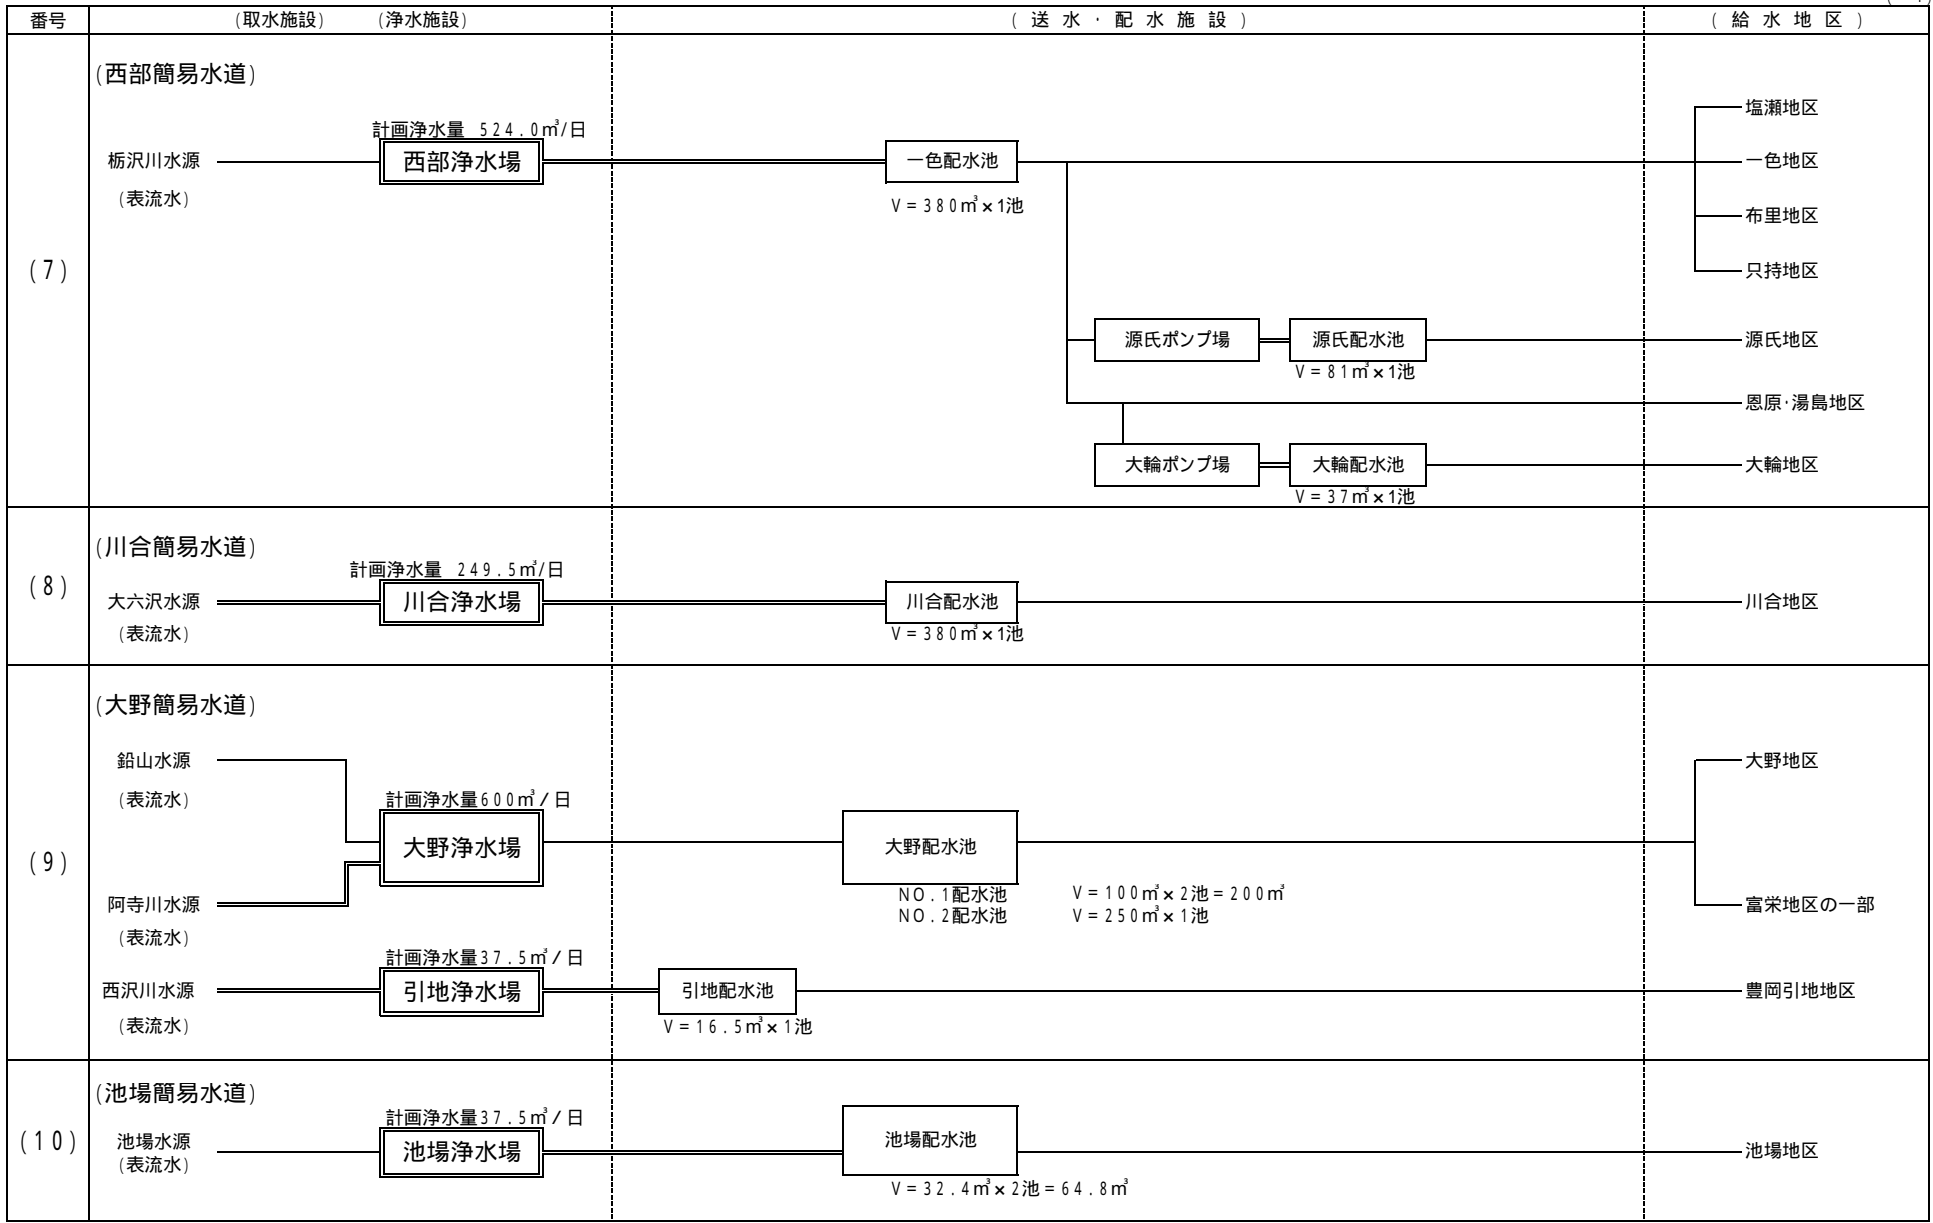 番号 (取水施設) (浄水施設) (送水・配水施設) (給水地区)
(7)
(西部簡易水道)
計画浄水量 524.0㎥/日
栃沢川水源
(表流水)
西部浄水場
一色配水池
V=380㎥×1池
塩瀬地区
一色地区
布里地区
只持地区
源氏ポンプ場
源氏配水池
V=81㎥×1池
源氏地区
恩原・湯島地区
大輪ポンプ場
大輪配水池
V=37㎥×1池
大輪地区
(8)
(川合簡易水道)
計画浄水量 249.5㎥/日
大六沢水源
(表流水)
川合浄水場
川合配水池
V=380㎥×1池
川合地区
(9)
(大野簡易水道)
鉛山水源
(表流水)
計画浄水量600㎥/日
大野浄水場
阿寺川水源
(表流水)
大野配水池
NO.1配水池 V=100㎥×2池=200㎥
NO.2配水池 V=250㎥×1池
大野地区
富栄地区の一部
計画浄水量37.5㎥/日
西沢川水源
(表流水)
引地浄水場
引地配水池
V=16.5㎥×1池
豊岡引地地区
(10)
(池場簡易水道)
計画浄水量37.5㎥/日
池場水源
(表流水)
池場浄水場
池場配水池
V=32.4㎥×2池=64.8㎥
池場地区